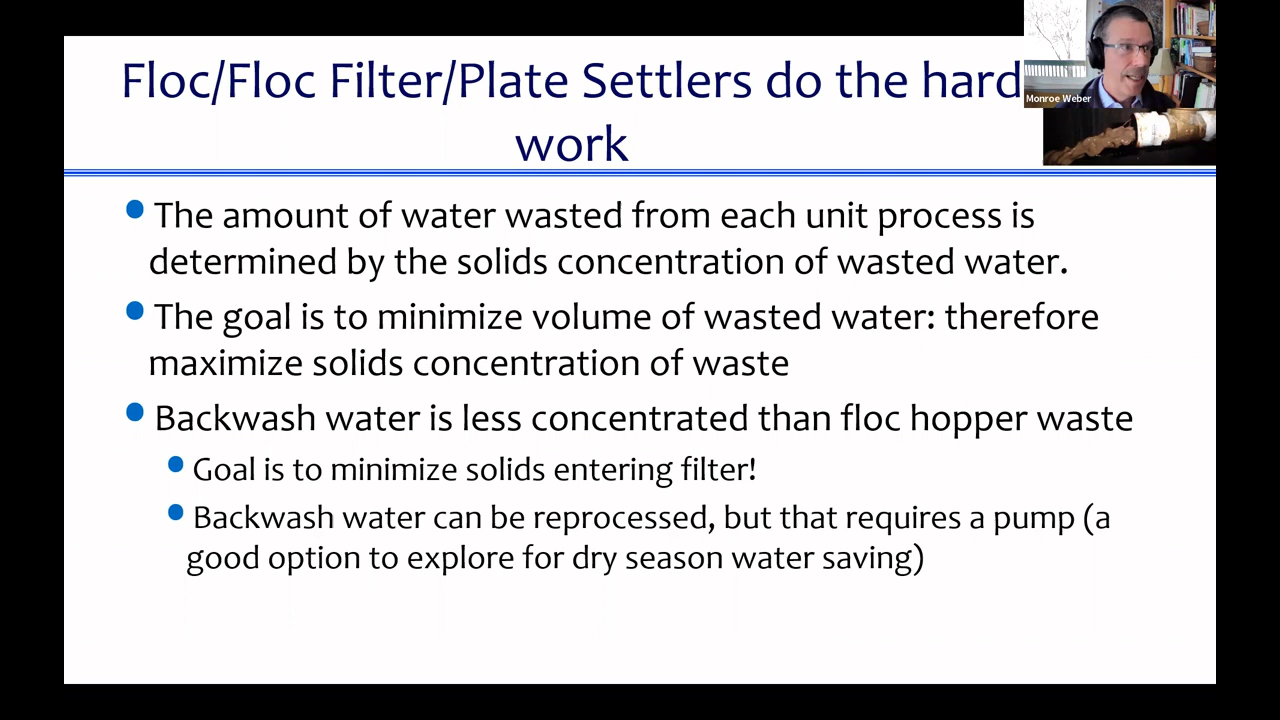 Floc/Floc Filter/Plate Settlers do the hard
work
Monroe Weber
The amount of water wasted from each unit process is
determined by the solids concentration of wasted water.
The goal is to minimize volume of wasted water: therefore
maximize solids concentration of waste
Backwash water is less concentrated than floc hopper waste
Goal is to minimize solids entering filter!
Backwash water can be reprocessed, but that requires a pump (a
good option to explore for dry season water saving)